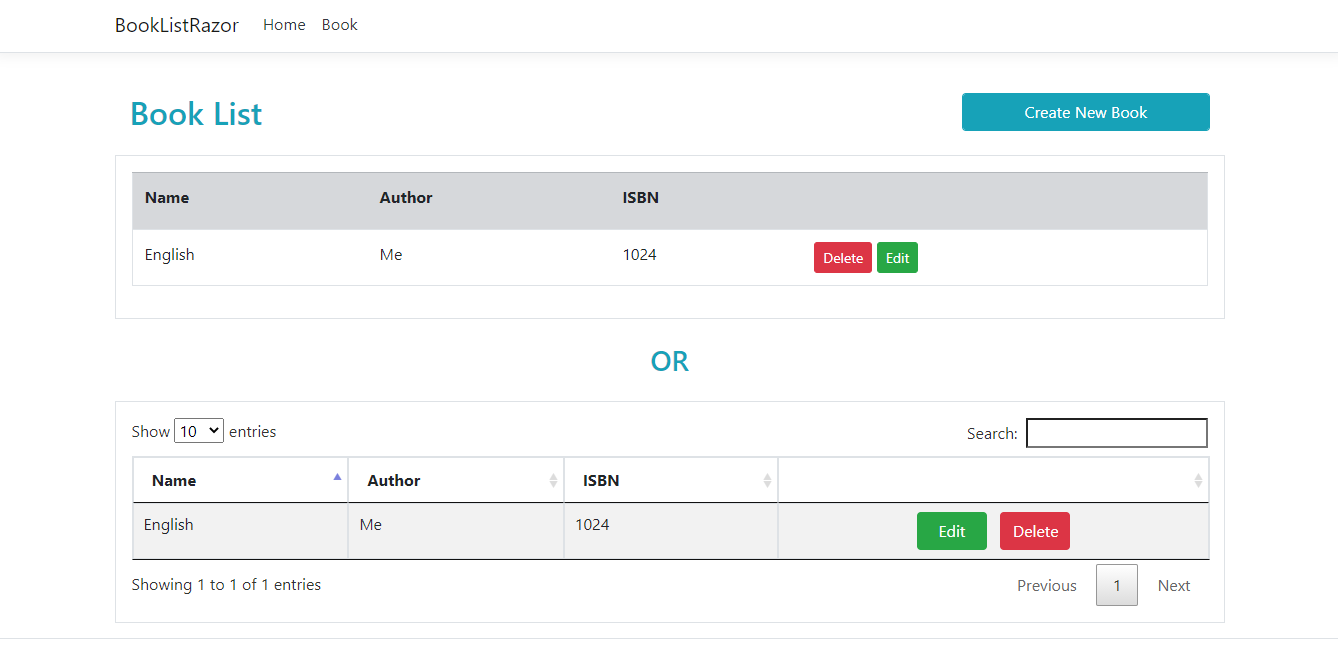 BookListRazor Home Book
Book List Create New Book
Name Author ISBN
English Me 1024 Delete Edit
OR
Show 10 entries Search:
Name Author ISBN
English Me 1024 Edit Delete
Showing 1 to 1 of 1 entries Previous 1 Next